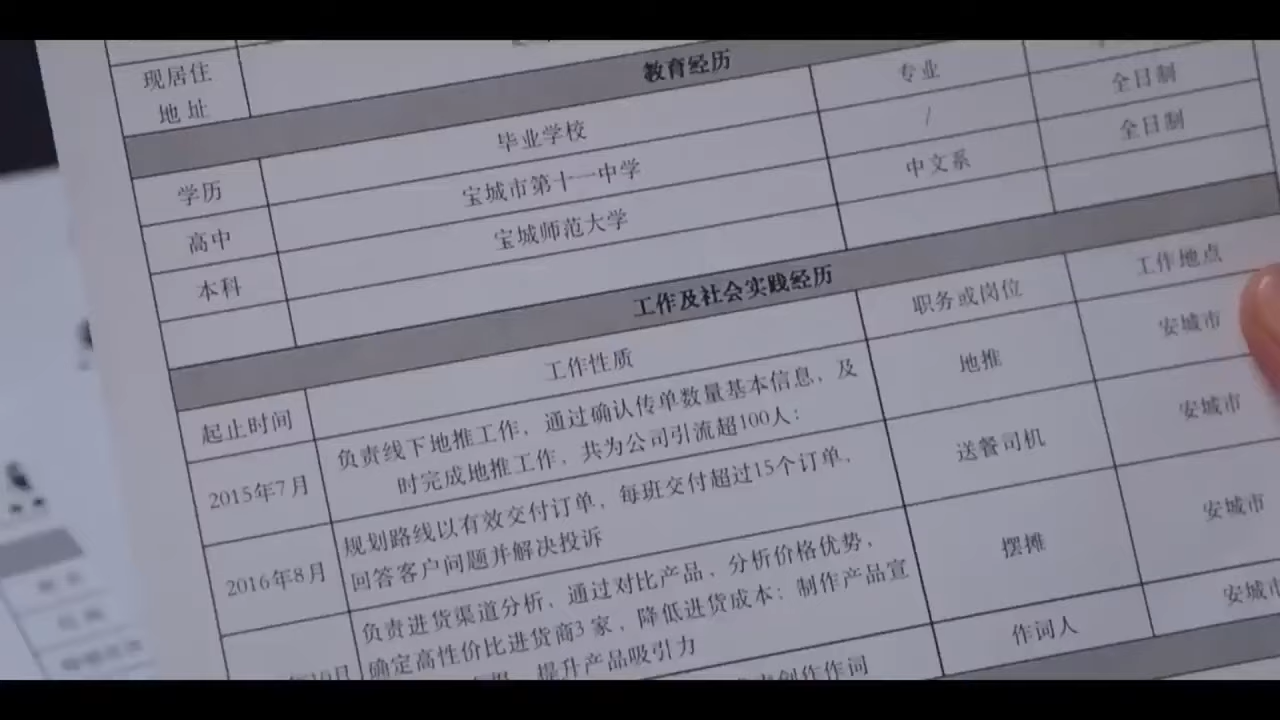 现居住
地 址
教育经历
学历 毕业学校 专业 全日制
高中 宝城市第十一中学 / 全日制
本科 宝城师范大学 中文系
工作及社会实践经历
起止时间 工作性质 职务或岗位 工作地点
2015年7月 负责线下地推工作，通过确认传单数量基本信息，及 地推 安城市
时完成地推工作，共为公司引流超100人；
2016年8月 规划路线以有效交付订单，每班交付超过15个订单， 送餐司机 安城市
回答客户问题并解决投诉
负责进货渠道分析、通过对比产品、分析价格优势， 摆摊 安城市
确定高性价比进货商3家，降低进货成本；制作产品宣
提升产品吸引力
创作作词 作词人 安城市